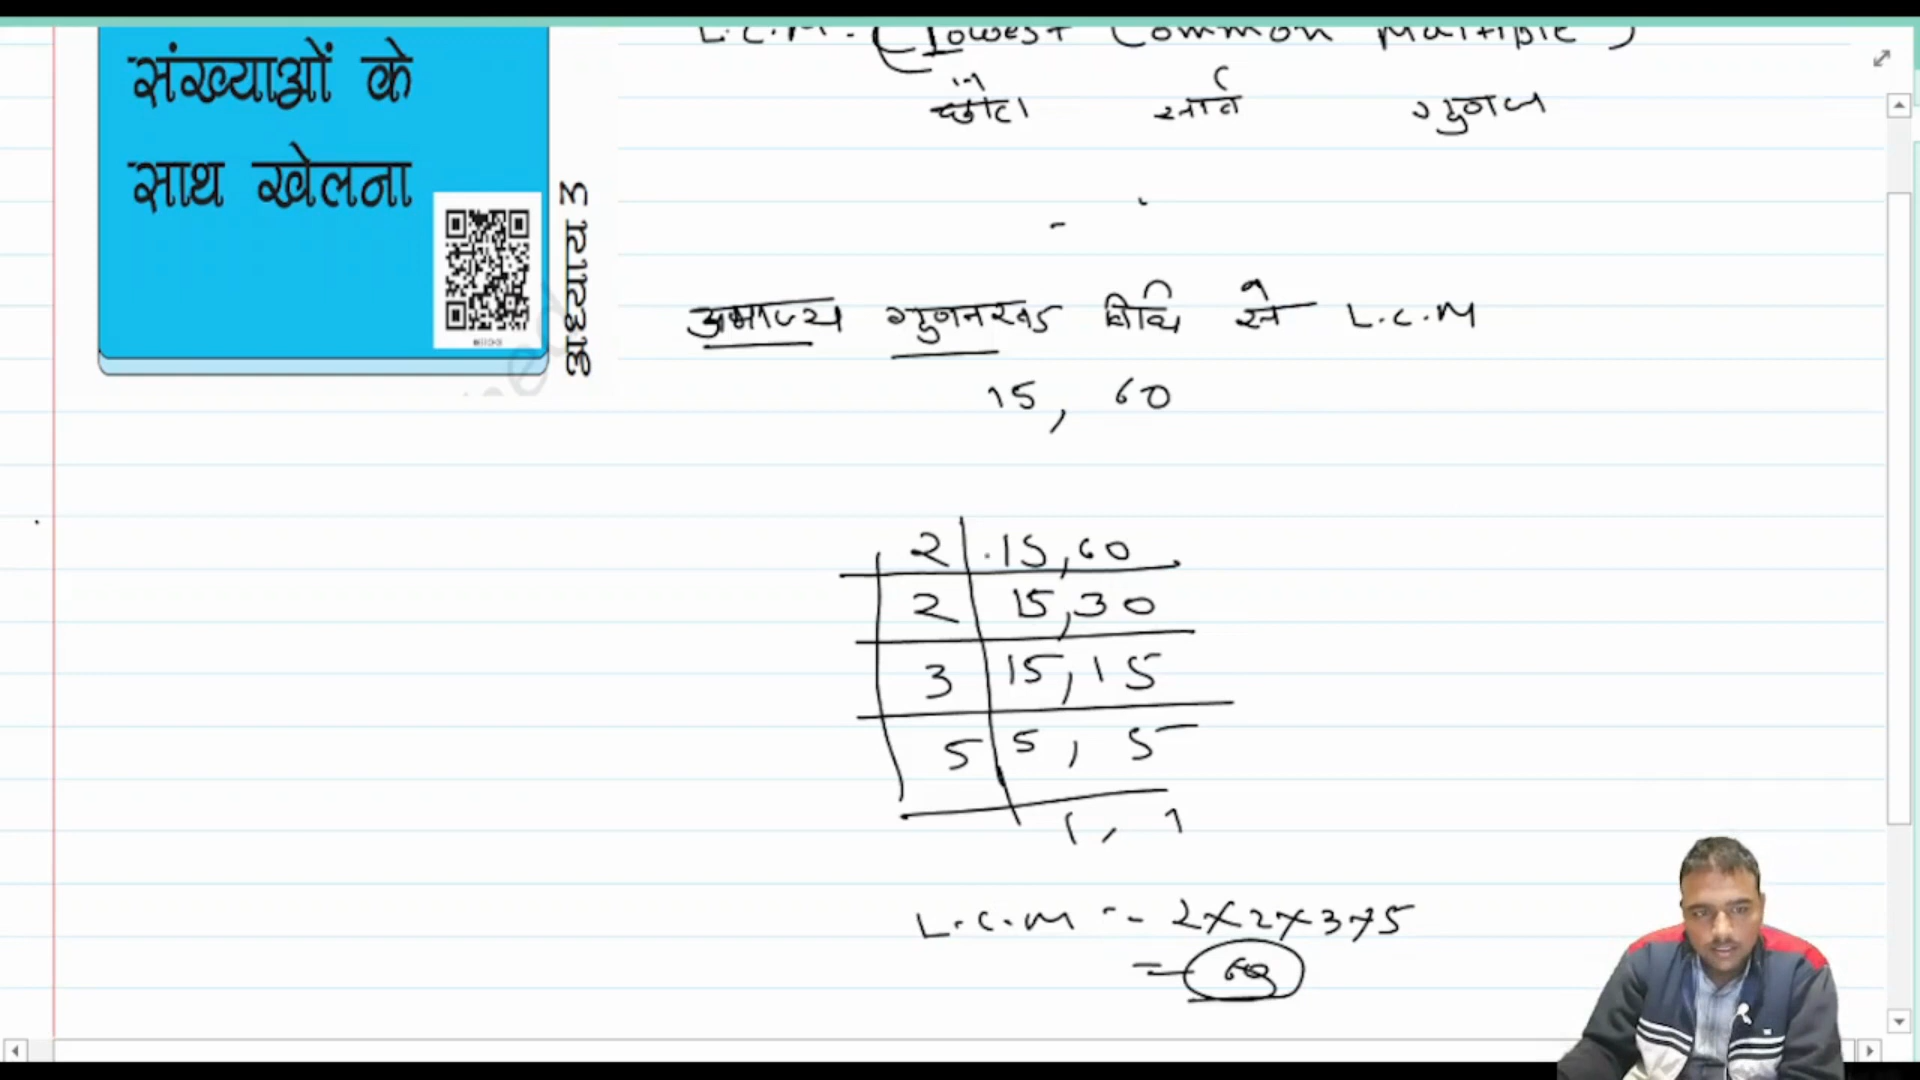 संख्याओं के
साथ खेलना
अध्याय 3
L.C.M. (Lowest Common Multiple)
छोटा सार्व गुणज
अभाज्य गुणनखंड विधि से L.C.M
15, 60
2 15, 60
2 15, 30
3 15, 15
5 5, 5
1, 1
L.C.M = 2×2×3×5
= 60